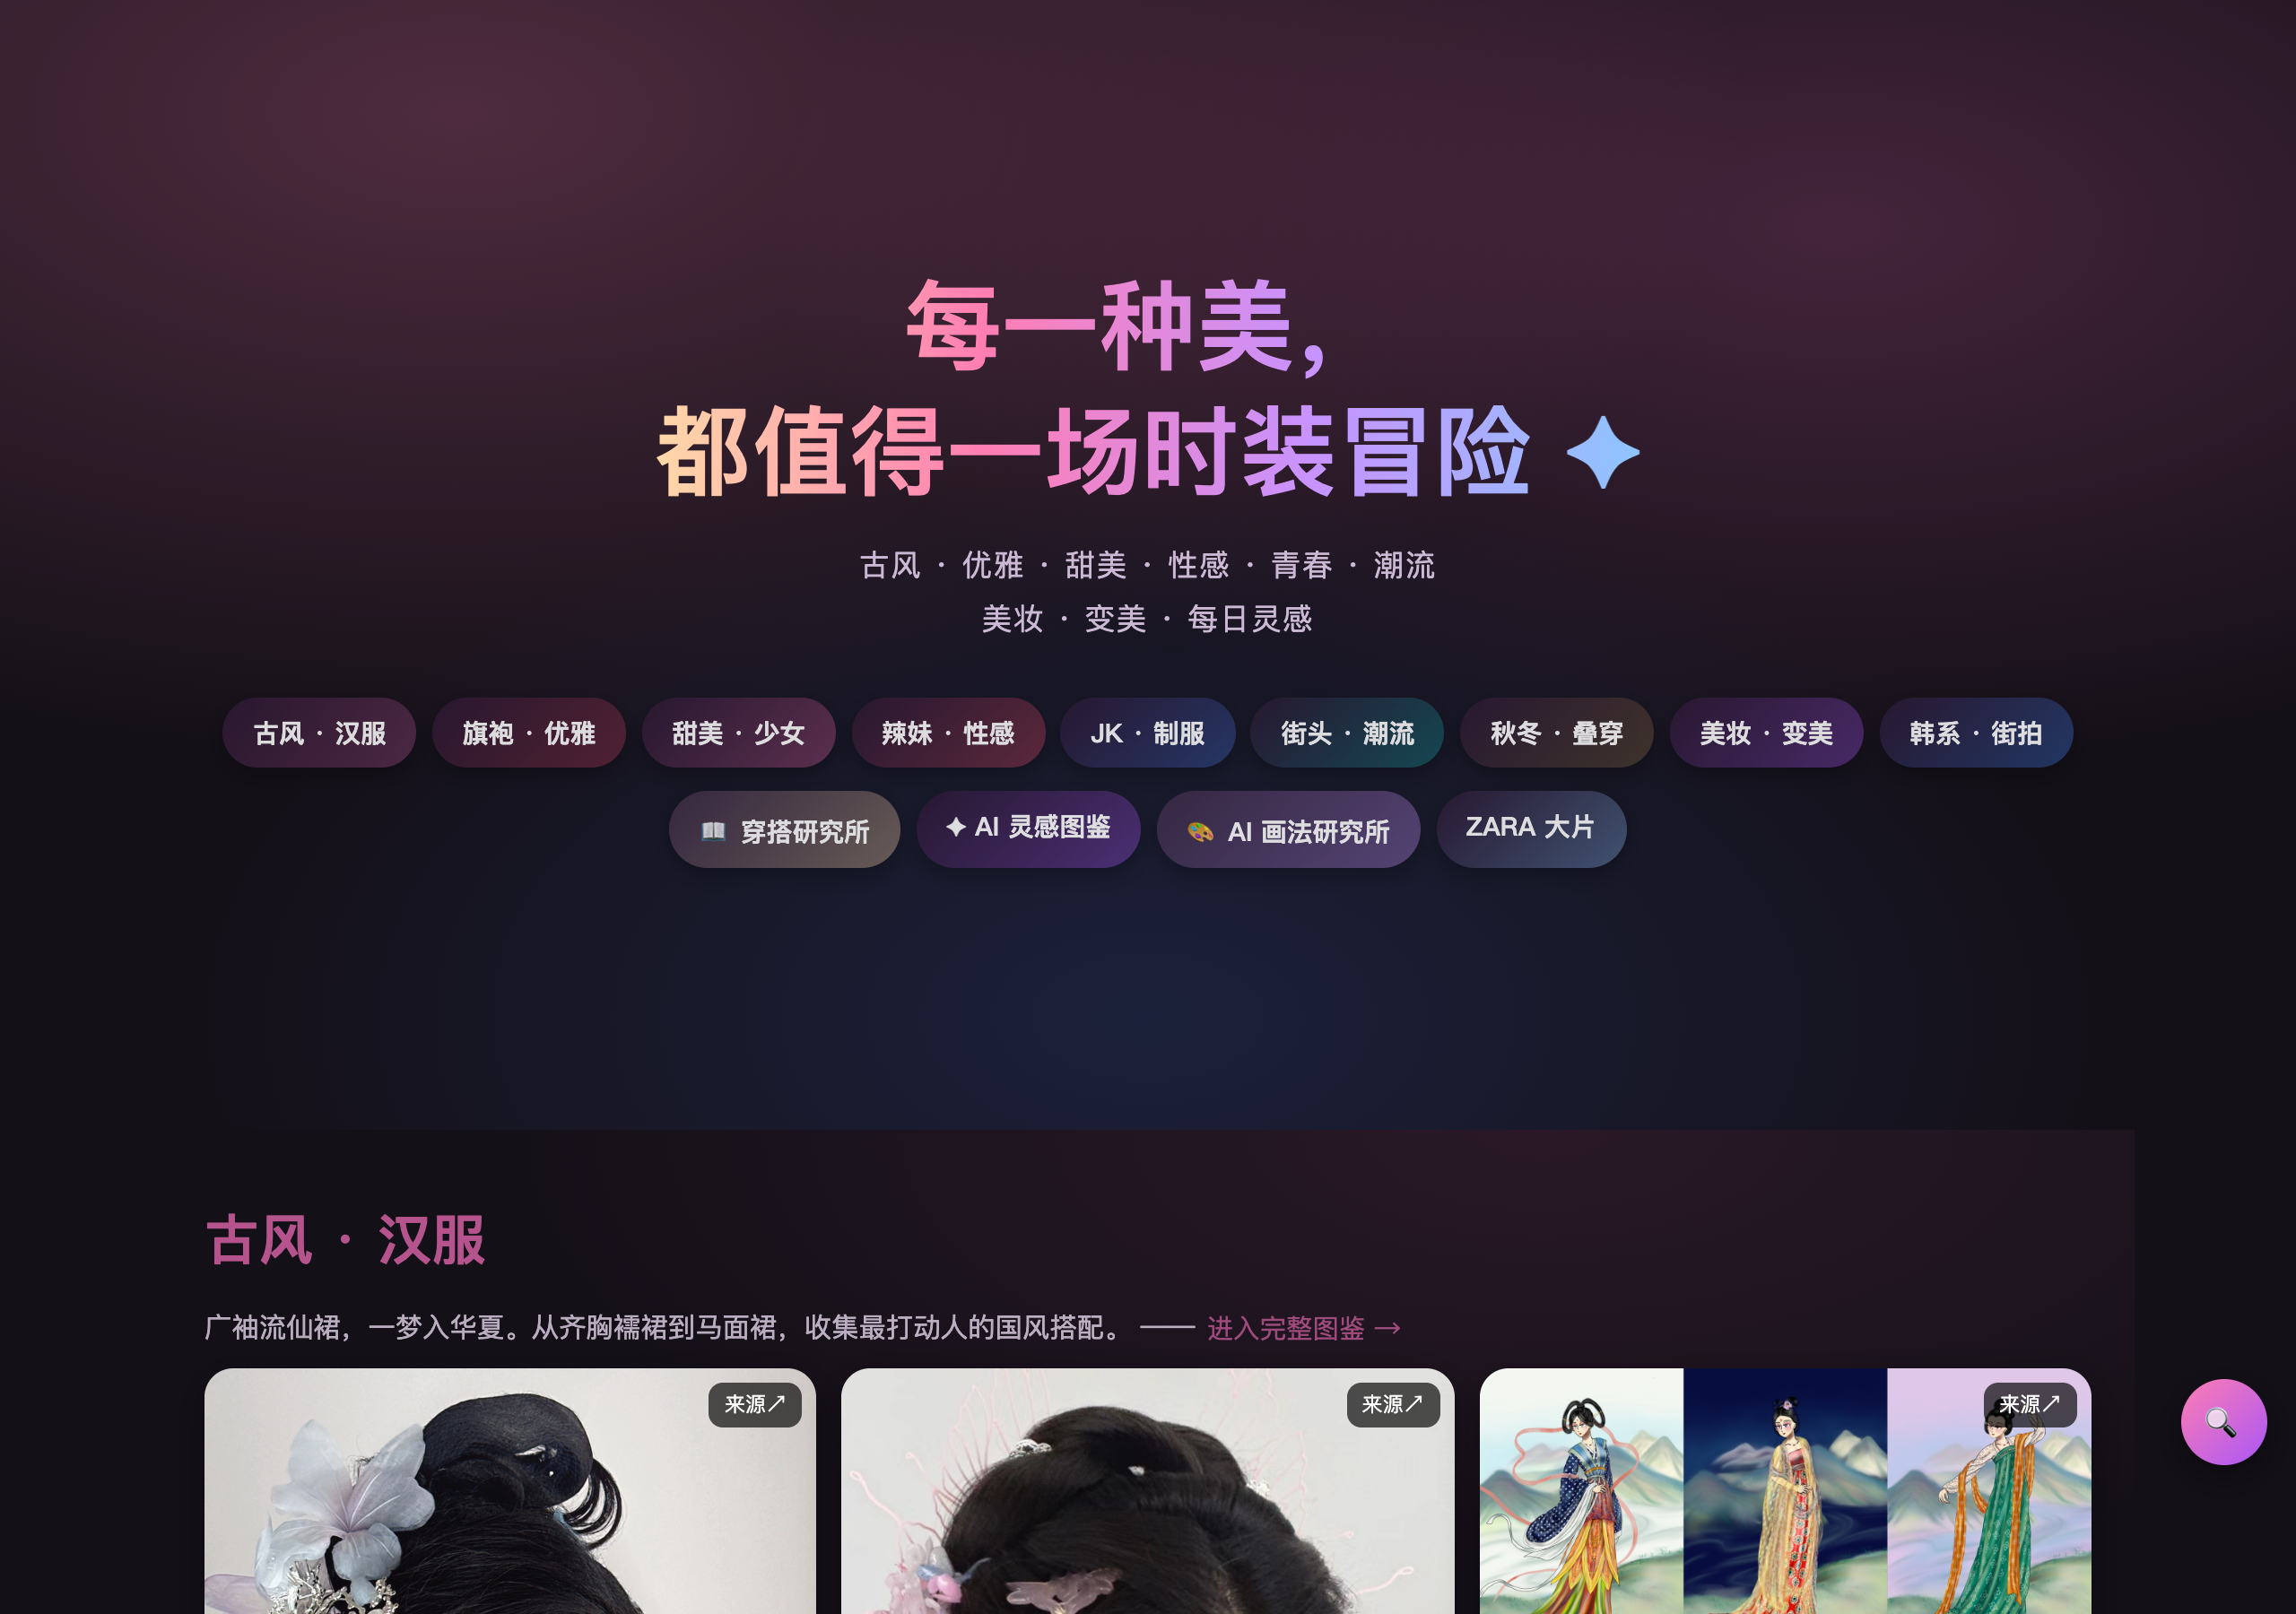 每一种美，
都值得一场时装冒险 ✦
古风 · 优雅 · 甜美 · 性感 · 青春 · 潮流
美妆 · 变美 · 每日灵感
古风 · 汉服
旗袍 · 优雅
甜美 · 少女
辣妹 · 性感
JK · 制服
街头 · 潮流
秋冬 · 叠穿
美妆 · 变美
韩系 · 街拍
📖 穿搭研究所
✦ AI 灵感图鉴
🎨 AI 画法研究所
ZARA 大片
古风 · 汉服
广袖流仙裙，一梦入华夏。从齐胸襦裙到马面裙，收集最打动人的国风搭配。 —— 进入完整图鉴 →
来源↗
来源↗
来源↗